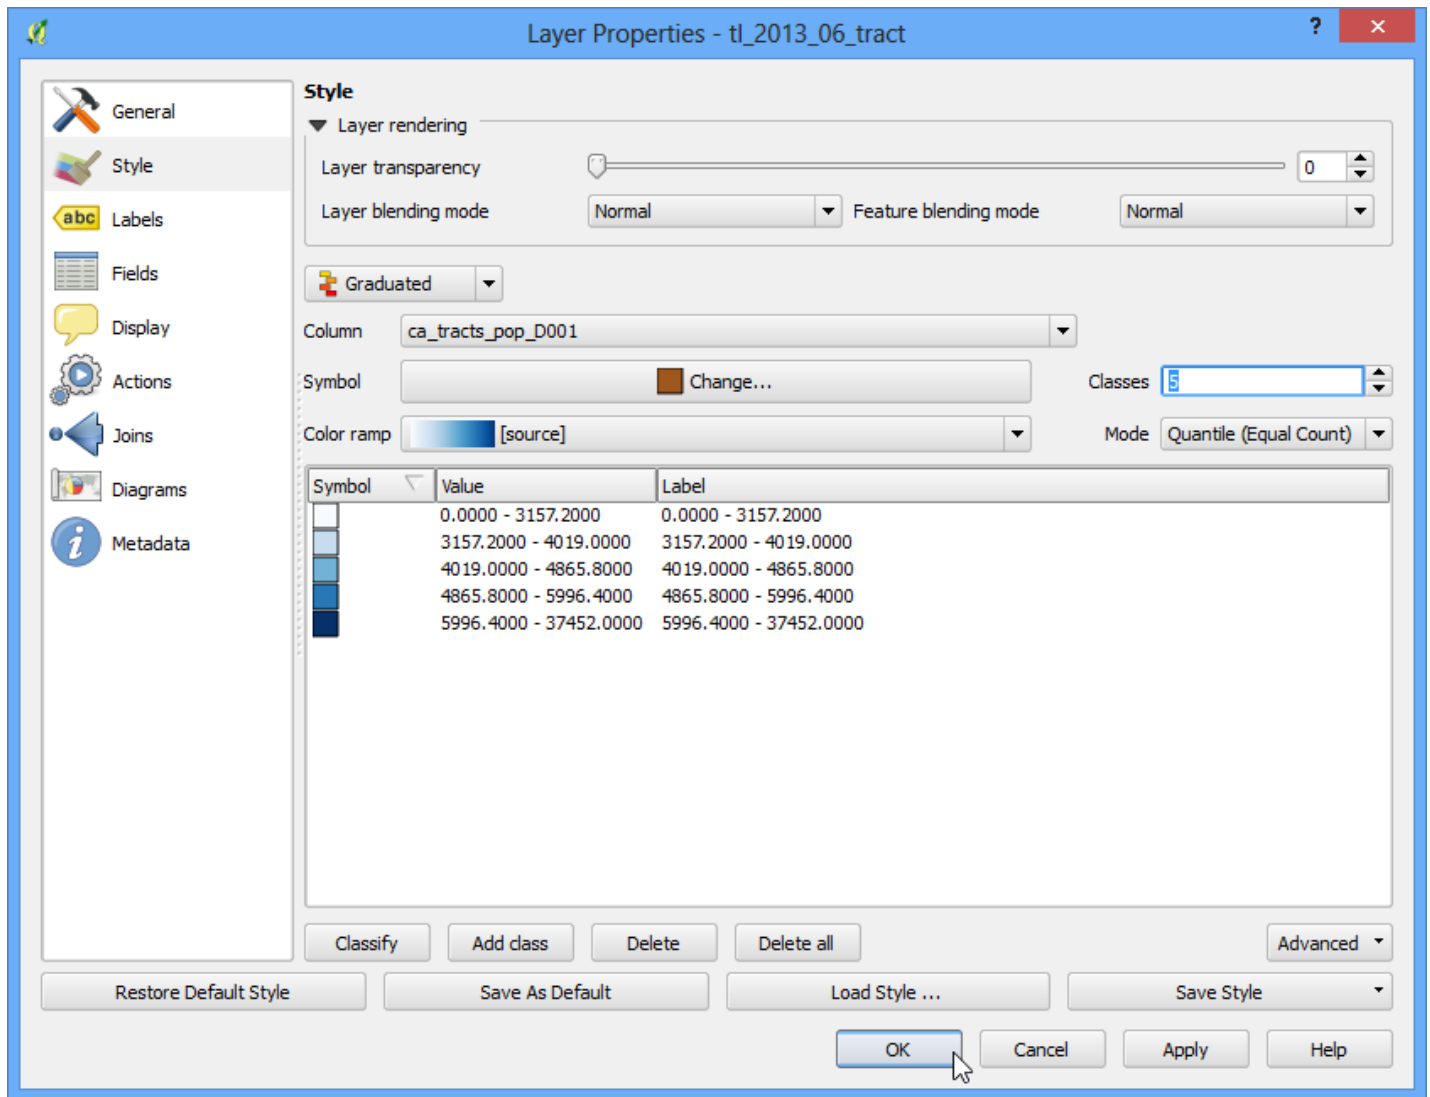 Layer Properties - tl_2013_06_tract
?
General
Style
abc
Labels
Fields
Display
Actions
Joins
Diagrams
i
Metadata
Style
Layer rendering
Layer transparency 0
Layer blending mode Normal Feature blending mode Normal
Graduated
Column ca_tracts_pop_D001
Symbol Change... Classes 5
Color ramp [source] Mode Quantile (Equal Count)
Symbol Value Label
0.0000 - 3157.2000 0.0000 - 3157.2000
3157.2000 - 4019.0000 3157.2000 - 4019.0000
4019.0000 - 4865.8000 4019.0000 - 4865.8000
4865.8000 - 5996.4000 4865.8000 - 5996.4000
5996.4000 - 37452.0000 5996.4000 - 37452.0000
Classify Add class Delete Delete all Advanced
Restore Default Style Save As Default Load Style ... Save Style
OK Cancel Apply Help